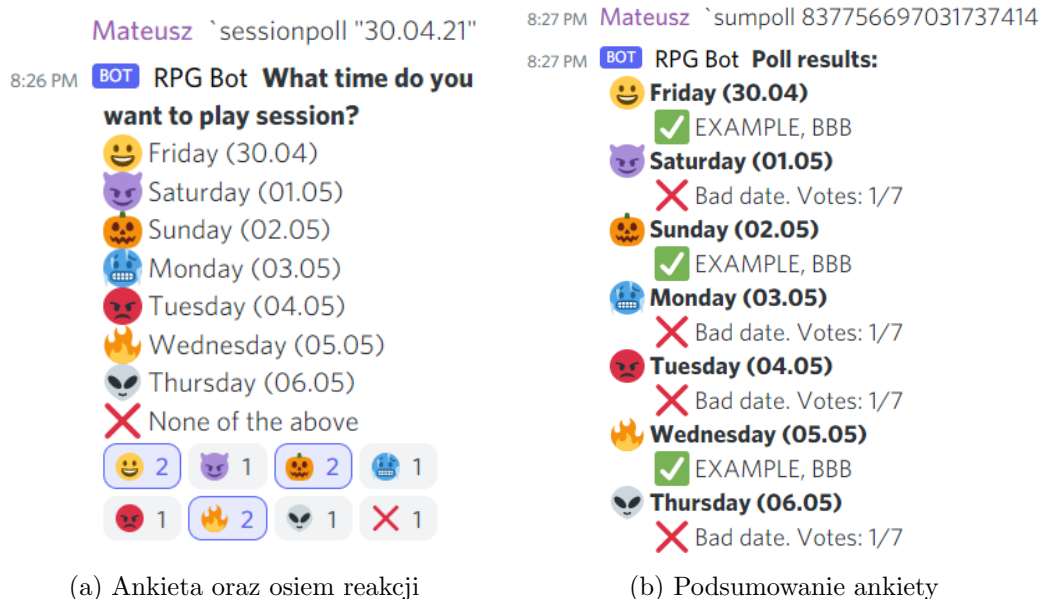 Mateusz `sessionpoll "30.04.21"
8:26 PM BOT RPG Bot What time do you
want to play session?
Friday (30.04)
Saturday (01.05)
Sunday (02.05)
Monday (03.05)
Tuesday (04.05)
Wednesday (05.05)
Thursday (06.05)
None of the above
2 1 2 1
1 2 1 1
(a) Ankieta oraz osiem reakcji
8:27 PM Mateusz `sumpoll 837756697031737414
8:27 PM BOT RPG Bot Poll results:
Friday (30.04)
EXAMPLE, BBB
Saturday (01.05)
Bad date. Votes: 1/7
Sunday (02.05)
EXAMPLE, BBB
Monday (03.05)
Bad date. Votes: 1/7
Tuesday (04.05)
Bad date. Votes: 1/7
Wednesday (05.05)
EXAMPLE, BBB
Thursday (06.05)
Bad date. Votes: 1/7
(b) Podsumowanie ankiety